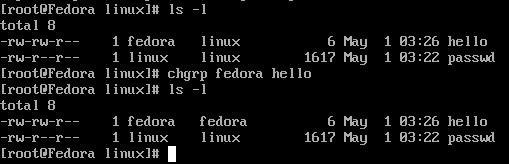 [root@Fedora linux]# ls -l
total 8
-rw-rw-r-- 1 fedora linux 6 May 1 03:26 hello
-rw-r--r-- 1 linux linux 1617 May 1 03:22 passwd
[root@Fedora linux]# chgrp fedora hello
[root@Fedora linux]# ls -l
total 8
-rw-rw-r-- 1 fedora fedora 6 May 1 03:26 hello
-rw-r--r-- 1 linux linux 1617 May 1 03:22 passwd
[root@Fedora linux]#